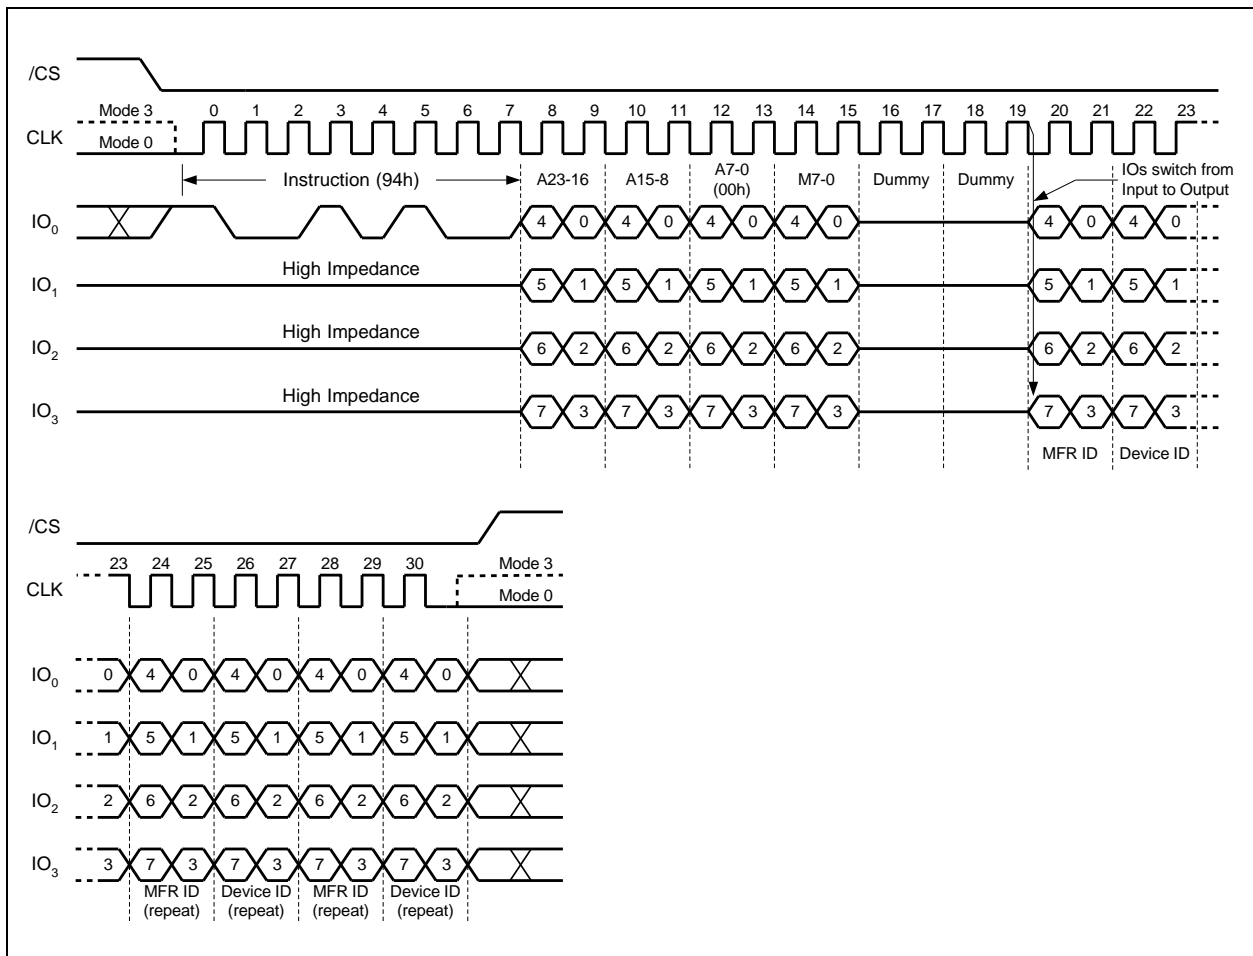 /CS
Mode 3 0 1 2 3 4 5 6 7 8 9 10 11 12 13 14 15 16 17 18 19 20 21 22 23
CLK
Mode 0
Instruction (94h) A23-16 A15-8 A7-0 (00h) M7-0 Dummy Dummy IOs switch from Input to Output
IO0 4 0 4 0 4 0 4 0 4 0 4 0
High Impedance
IO1 5 1 5 1 5 1 5 1 5 1 5 1
High Impedance
IO2 6 2 6 2 6 2 6 2 6 2 6 2
High Impedance
IO3 7 3 7 3 7 3 7 3 7 3 7 3
MFR ID Device ID
/CS
23 24 25 26 27 28 29 30 Mode 3
CLK
Mode 0
IO0 0 4 0 4 0 4 0 4 0
IO1 1 5 1 5 1 5 1 5 1
IO2 2 6 2 6 2 6 2 6 2
IO3 3 7 3 7 3 7 3 7 3
MFR ID Device ID MFR ID Device ID
(repeat) (repeat) (repeat) (repeat)